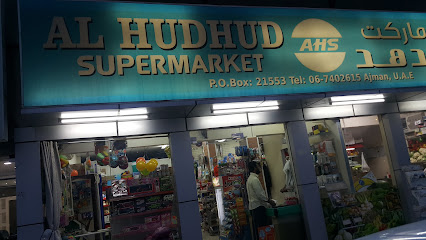 AL HUDHUD
SUPERMARKET
AHS
P.O.Box: 21553 Tel: 06-7402615 Ajman, U.A.E